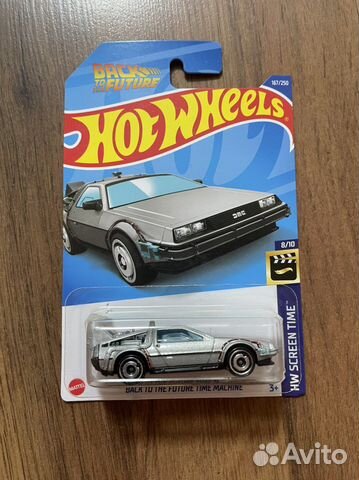 BACK
TO THE
FUTURE
167/250
HOT WHEELS
DMC
8/10
HW SCREEN TIME™
MATTEL
BACK TO THE FUTURE TIME MACHINE
3+
Avito